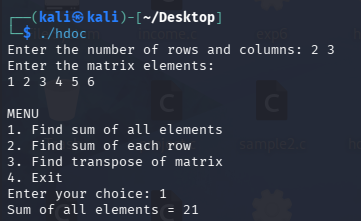 ┌──(kali㉿kali)-[~/Desktop]
└─$ ./hdoc
Enter the number of rows and columns: 2 3
Enter the matrix elements:
1 2 3 4 5 6

MENU
1. Find sum of all elements
2. Find sum of each row
3. Find transpose of matrix
4. Exit
Enter your choice: 1
Sum of all elements = 21